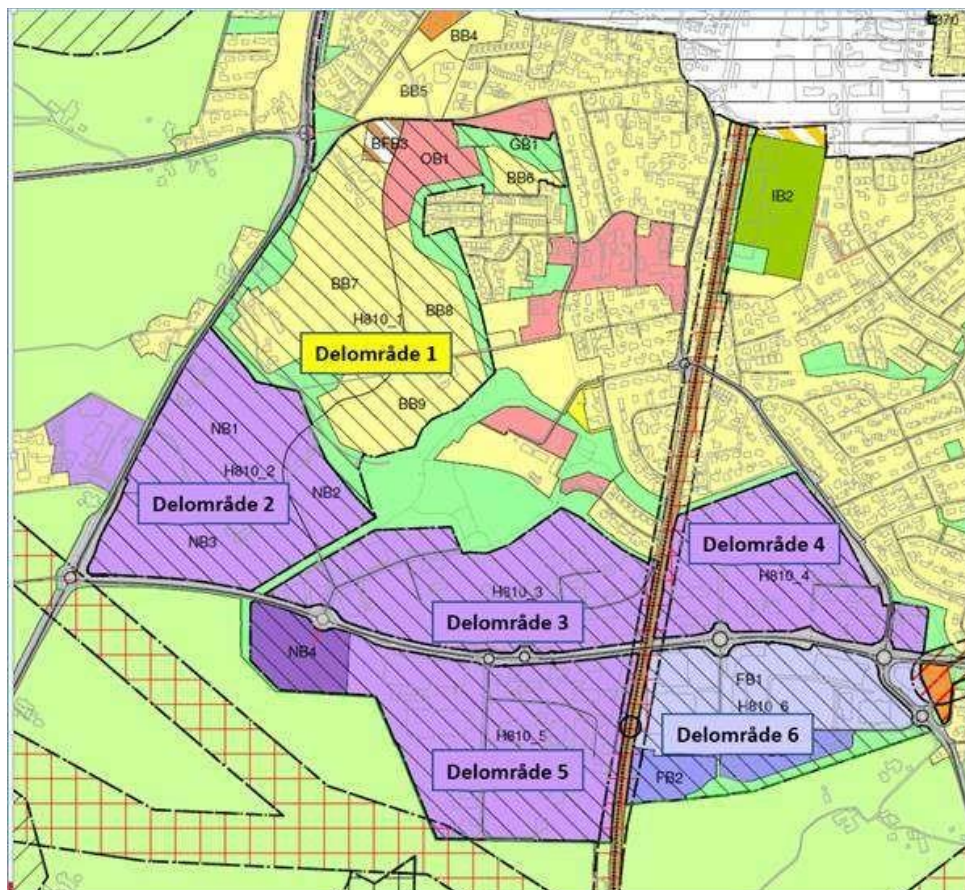 BB4
BB5
BFB3
OB1
GB1
BB6
IB2
BB7
BB8
H810_1
Delområde 1
BB9
NB1
H810_2
NB2
Delområde 2
NB3
Delområde 4
H810_4
H810_3
Delområde 3
NB4
FB1
H810_6
Delområde 6
H810_5
Delområde 5
FB2